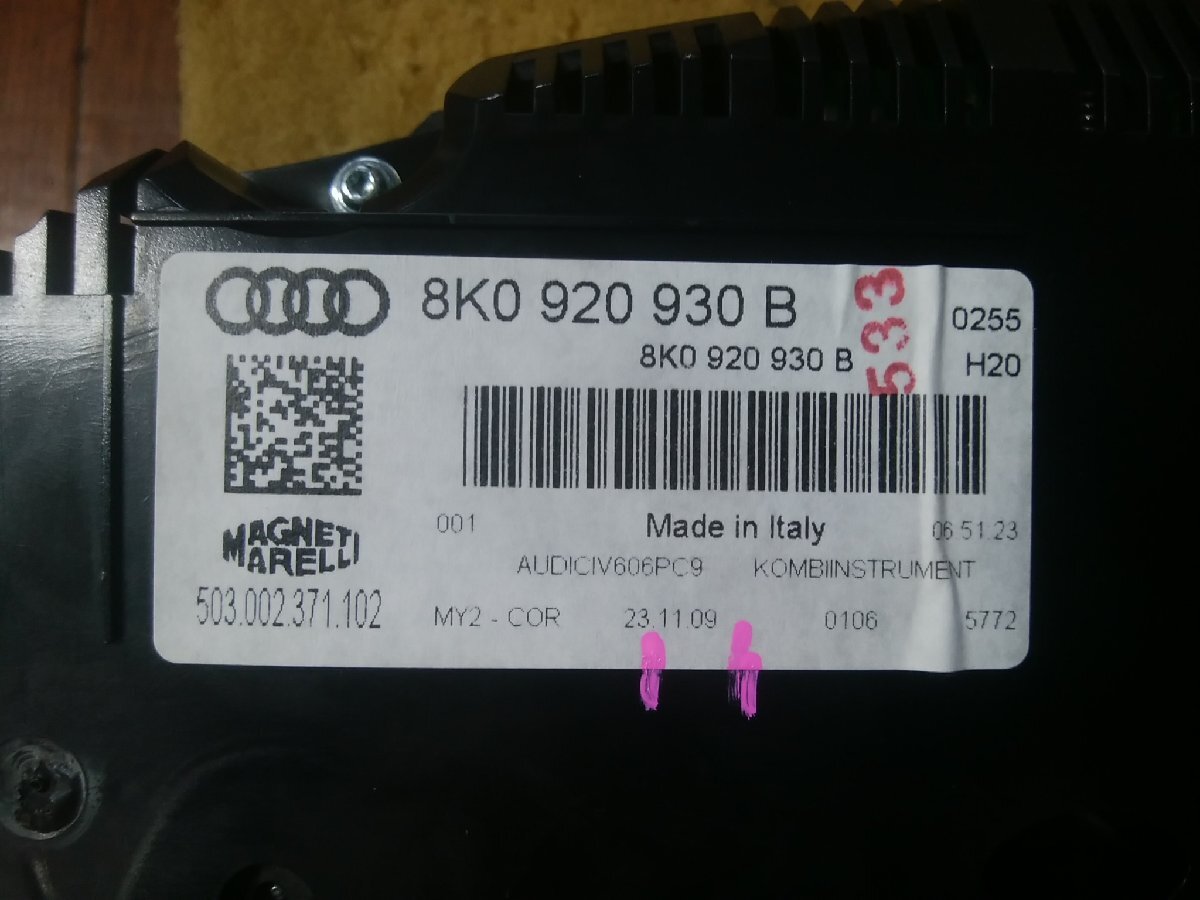 8K0 920 930 B
533
0255
8K0 920 930 B
H20
MAGNETI
MARELLI
503.002.371.102
001
Made in Italy
06 51.23
AUDICIV606PC9 KOMBIINSTRUMENT
MY2 - COR 23.11.09 0106 5772